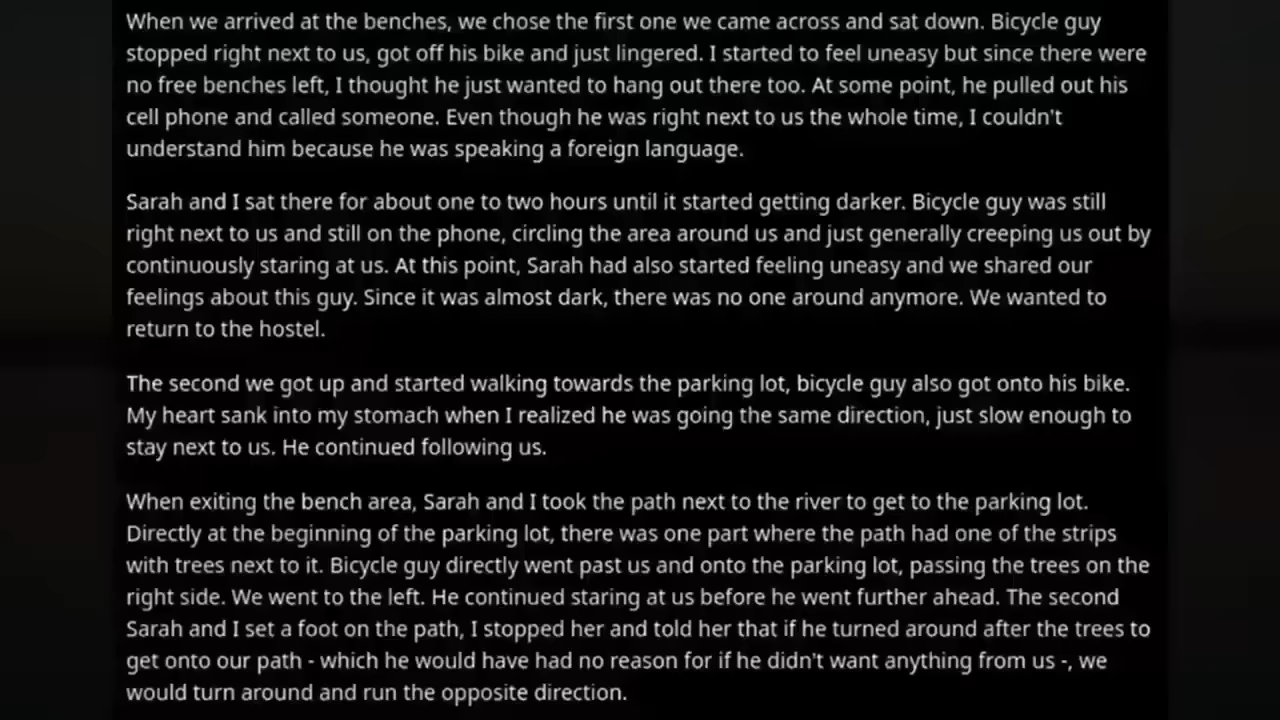 When we arrived at the benches, we chose the first one we came across and sat down. Bicycle guy
stopped right next to us, got off his bike and just lingered. I started to feel uneasy but since there were
no free benches left, I thought he just wanted to hang out there too. At some point, he pulled out his
cell phone and called someone. Even though he was right next to us the whole time, I couldn't
understand him because he was speaking a foreign language.
Sarah and I sat there for about one to two hours until it started getting darker. Bicycle guy was still
right next to us and still on the phone, circling the area around us and just generally creeping us out by
continuously staring at us. At this point, Sarah had also started feeling uneasy and we shared our
feelings about this guy. Since it was almost dark, there was no one around anymore. We wanted to
return to the hostel.
The second we got up and started walking towards the parking lot, bicycle guy also got onto his bike.
My heart sank into my stomach when I realized he was going the same direction, just slow enough to
stay next to us. He continued following us.
When exiting the bench area, Sarah and I took the path next to the river to get to the parking lot.
Directly at the beginning of the parking lot, there was one part where the path had one of the strips
with trees next to it. Bicycle guy directly went past us and onto the parking lot, passing the trees on the
right side. We went to the left. He continued staring at us before he went further ahead. The second
Sarah and I set a foot on the path, I stopped her and told her that if he turned around after the trees to
get onto our path - which he would have had no reason for if he didn't want anything from us -, we
would turn around and run the opposite direction.